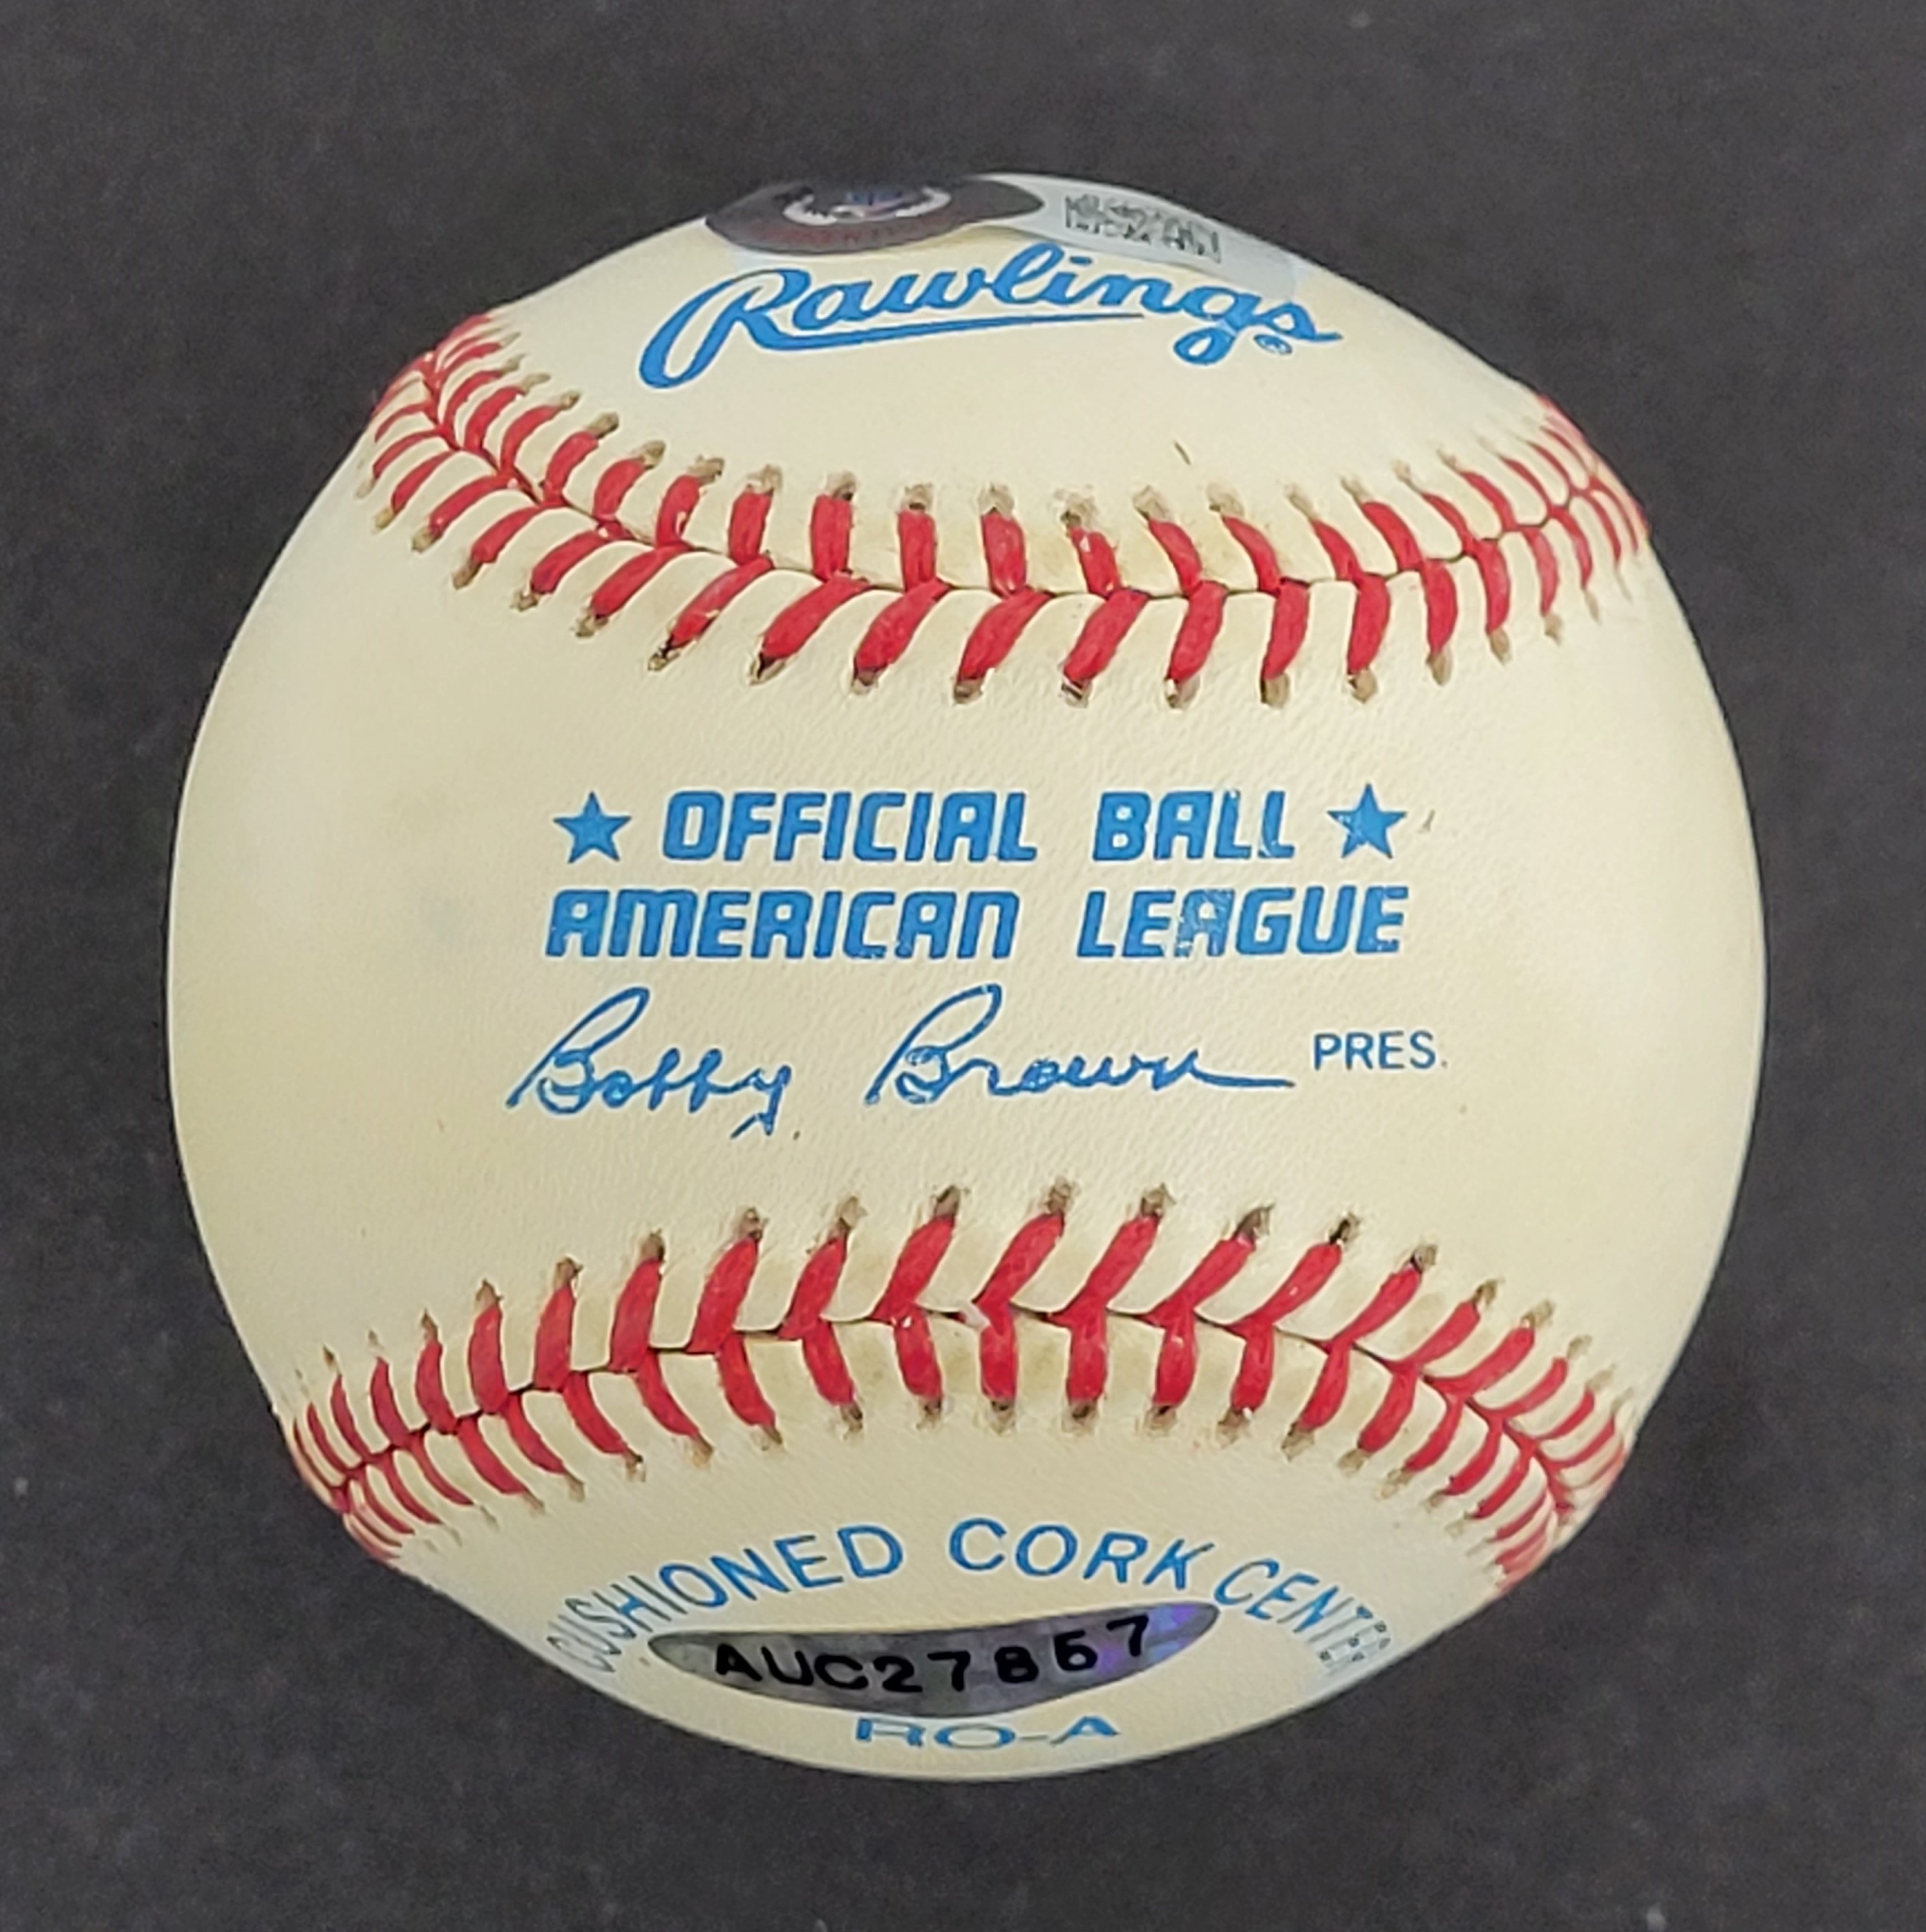 Rawlings®
★ OFFICIAL BALL ★
AMERICAN LEAGUE
Bobby Brown PRES.
CUSHIONED CORK CENTER
AUC27857
RO-A